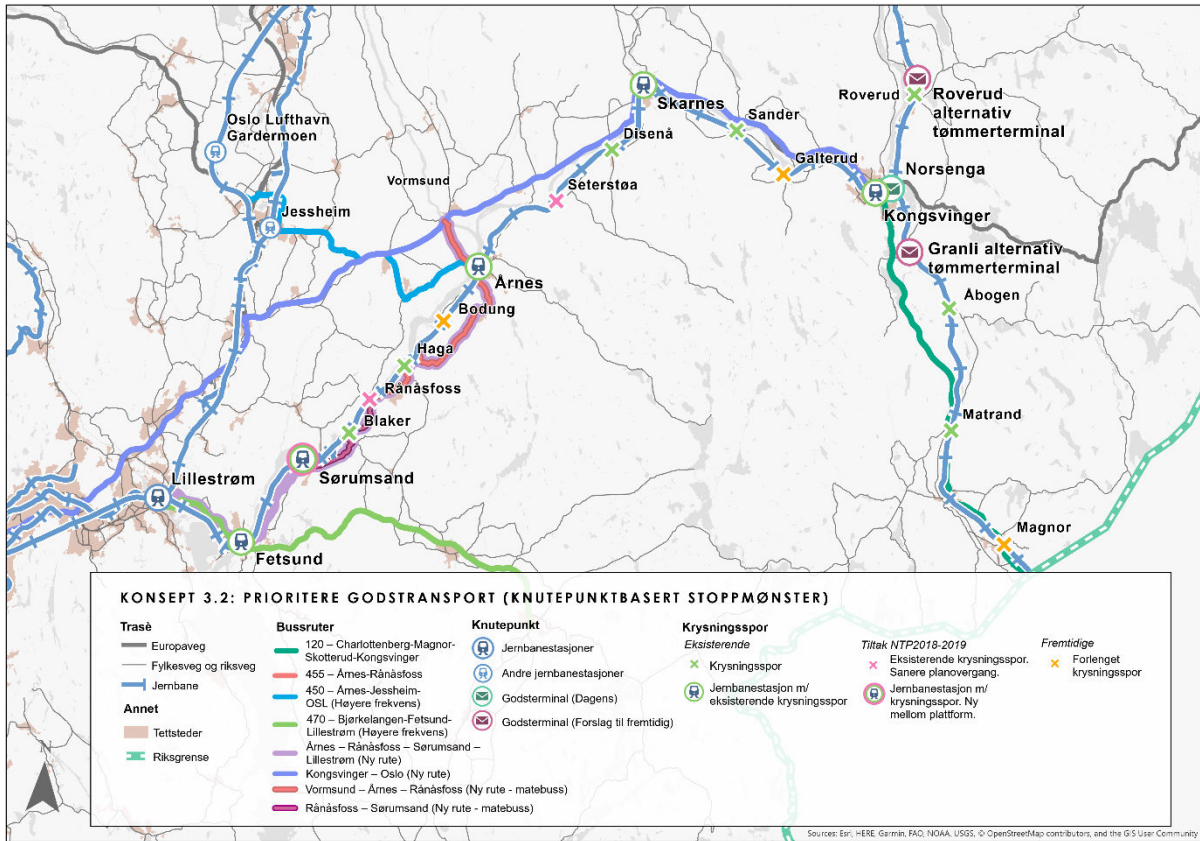 Oslo Lufthavn
Gardermoen
Jessheim
Vormsund
Årnes
Bodung
Haga
Rånåsfoss
Blaker
Sørumsand
Lillestrøm
Fetsund
Seterstøa
Disenå
Skarnes
Sander
Galterud
Kongsvinger
Norsenga
Roverud
Roverud
alternativ
tømmerterminal
Granli alternativ
tømmerterminal
Åbogen
Matrand
Magnor
KONSEPT 3.2: PRIORITERE GODSTRANSPORT (KNUTEPUNKTBASERT STOPPMØNSTER)
Trasè
Europaveg
Fylkesveg og riksveg
Jernbane
Annet
Tettsteder
Riksgrense
Bussruter
120 – Charlottenberg-Magnor-
Skotterud-Kongsvinger
455 – Årnes-Rånåsfoss
450 – Årnes-Jessheim-
OSL (Høyere frekvens)
470 – Bjørkelangen-Fetsund-
Lillestrøm (Høyere frekvens)
Årnes – Rånåsfoss – Sørumsand –
Lillestrøm (Ny rute)
Kongsvinger – Oslo (Ny rute)
Vormsund – Årnes – Rånåsfoss (Ny rute - matebuss)
Rånåsfoss – Sørumsand (Ny rute - matebuss)
Knutepunkt
Jernbanestasjoner
Andre jernbanestasjoner
Godsterminal (Dagens)
Godsterminal (Forslag til fremtidig)
Krysningsspor
Eksisterende
Krysningsspor
Jernbanestasjon m/
eksisterende krysningsspor
Tiltak NTP2018-2019
Eksisterende krysningsspor.
Sanere planovergang.
Jernbanestasjon m/
krysningsspor. Ny
mellom plattform.
Fremtidige
Forlenget
krysningsspor
Sources: Esri, HERE, Garmin, FAO, NOAA, USGS, © OpenStreetMap contributors, and the GIS User Community